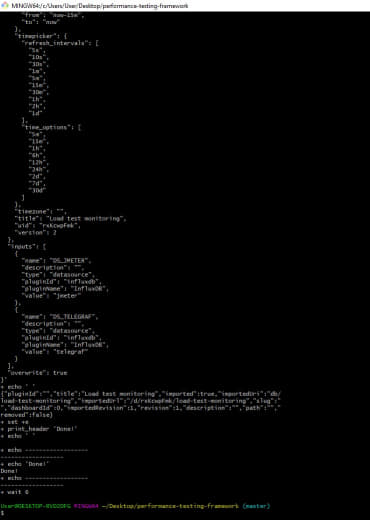 MINGW64:/c/Users/User/Desktop/performance-testing-framework
"from": "now-15m",
"to": "now"
},
"timepicker": {
"refresh_intervals": [
"5s",
"10s",
"30s",
"1m",
"5m",
"15m",
"30m",
"1h",
"2h",
"1d"
],
"time_options": [
"5m",
"15m",
"1h",
"6h",
"12h",
"24h",
"2d",
"7d",
"30d"
]
},
"timezone": "",
"title": "Load test monitoring",
"uid": "rxKcwpFmk",
"version": 2
},
"inputs": [
{
"name": "DS_JMETER",
"description": "",
"type": "datasource",
"pluginId": "influxdb",
"pluginName": "InfluxDB",
"value": "jmeter"
},
{
"name": "DS_TELEGRAF",
"description": "",
"type": "datasource",
"pluginId": "influxdb",
"pluginName": "InfluxDB",
"value": "telegraf"
}
],
"overwrite": true
}'
+ echo ' '
{"pluginId":"","title":"Load test monitoring","imported":true,"importedUri":"db/
load-test-monitoring","importedUrl":"/d/rxKcwpFmk/load-test-monitoring","slug":"
","dashboardId":0,"importedRevision":1,"revision":1,"description":"","path":"","
removed":false}
+ set +x
+ print_header 'Done!'
+ echo ' '
+ echo ------------------
------------------
+ echo 'Done!'
Done!
+ echo ------------------
------------------
+ wait 0
MINGW64 ~/Desktop/performance-testing-framework (master)
$